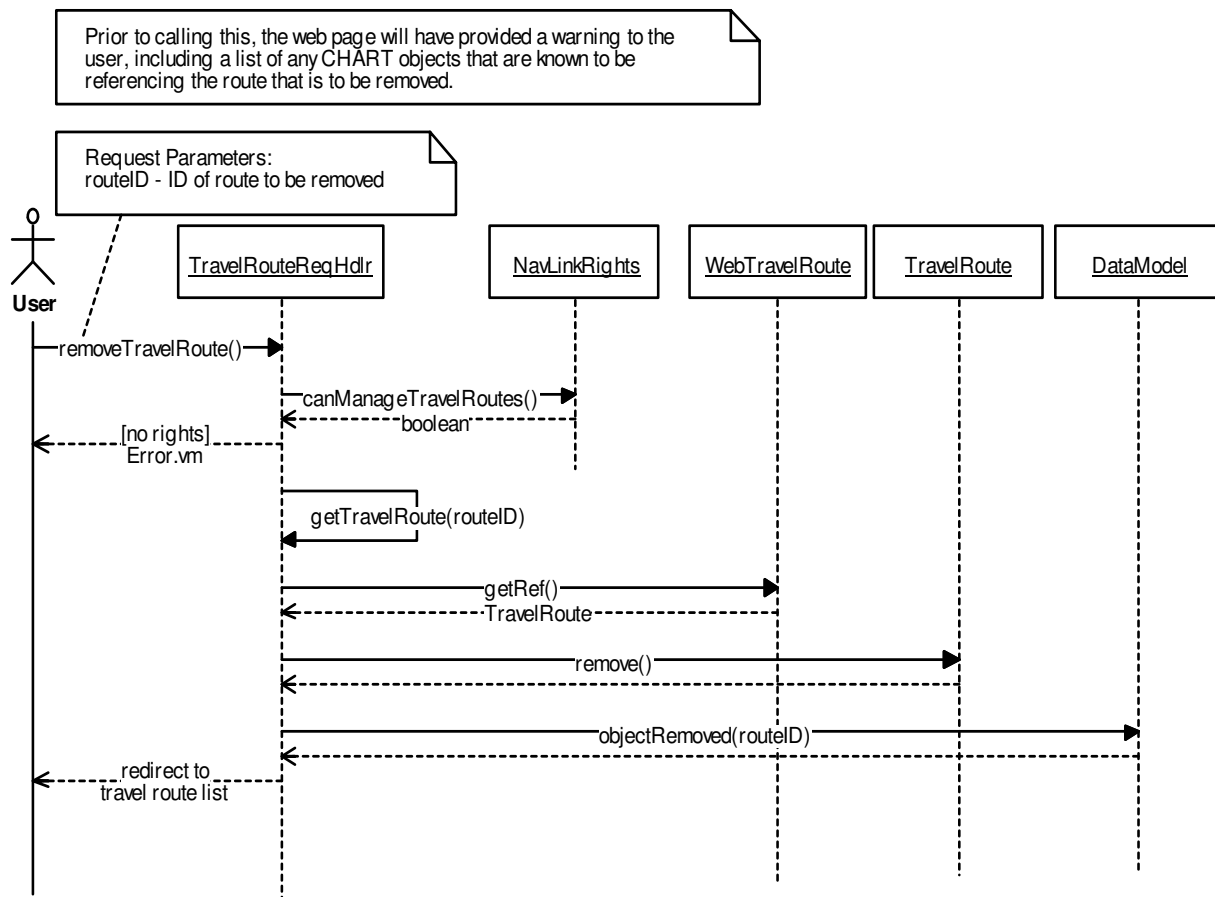 Prior to calling this, the web page will have provided a warning to the
user, including a list of any CHART objects that are known to be
referencing the route that is to be removed.
Request Parameters:
routeID - ID of route to be removed
User
TravelRouteReqHdlr
NavLinkRights
WebTravelRoute
TravelRoute
DataModel
removeTravelRoute()
canManageTravelRoutes()
boolean
[no rights]
Error.vm
getTravelRoute(routeID)
getRef()
TravelRoute
remove()
objectRemoved(routeID)
redirect to
travel route list